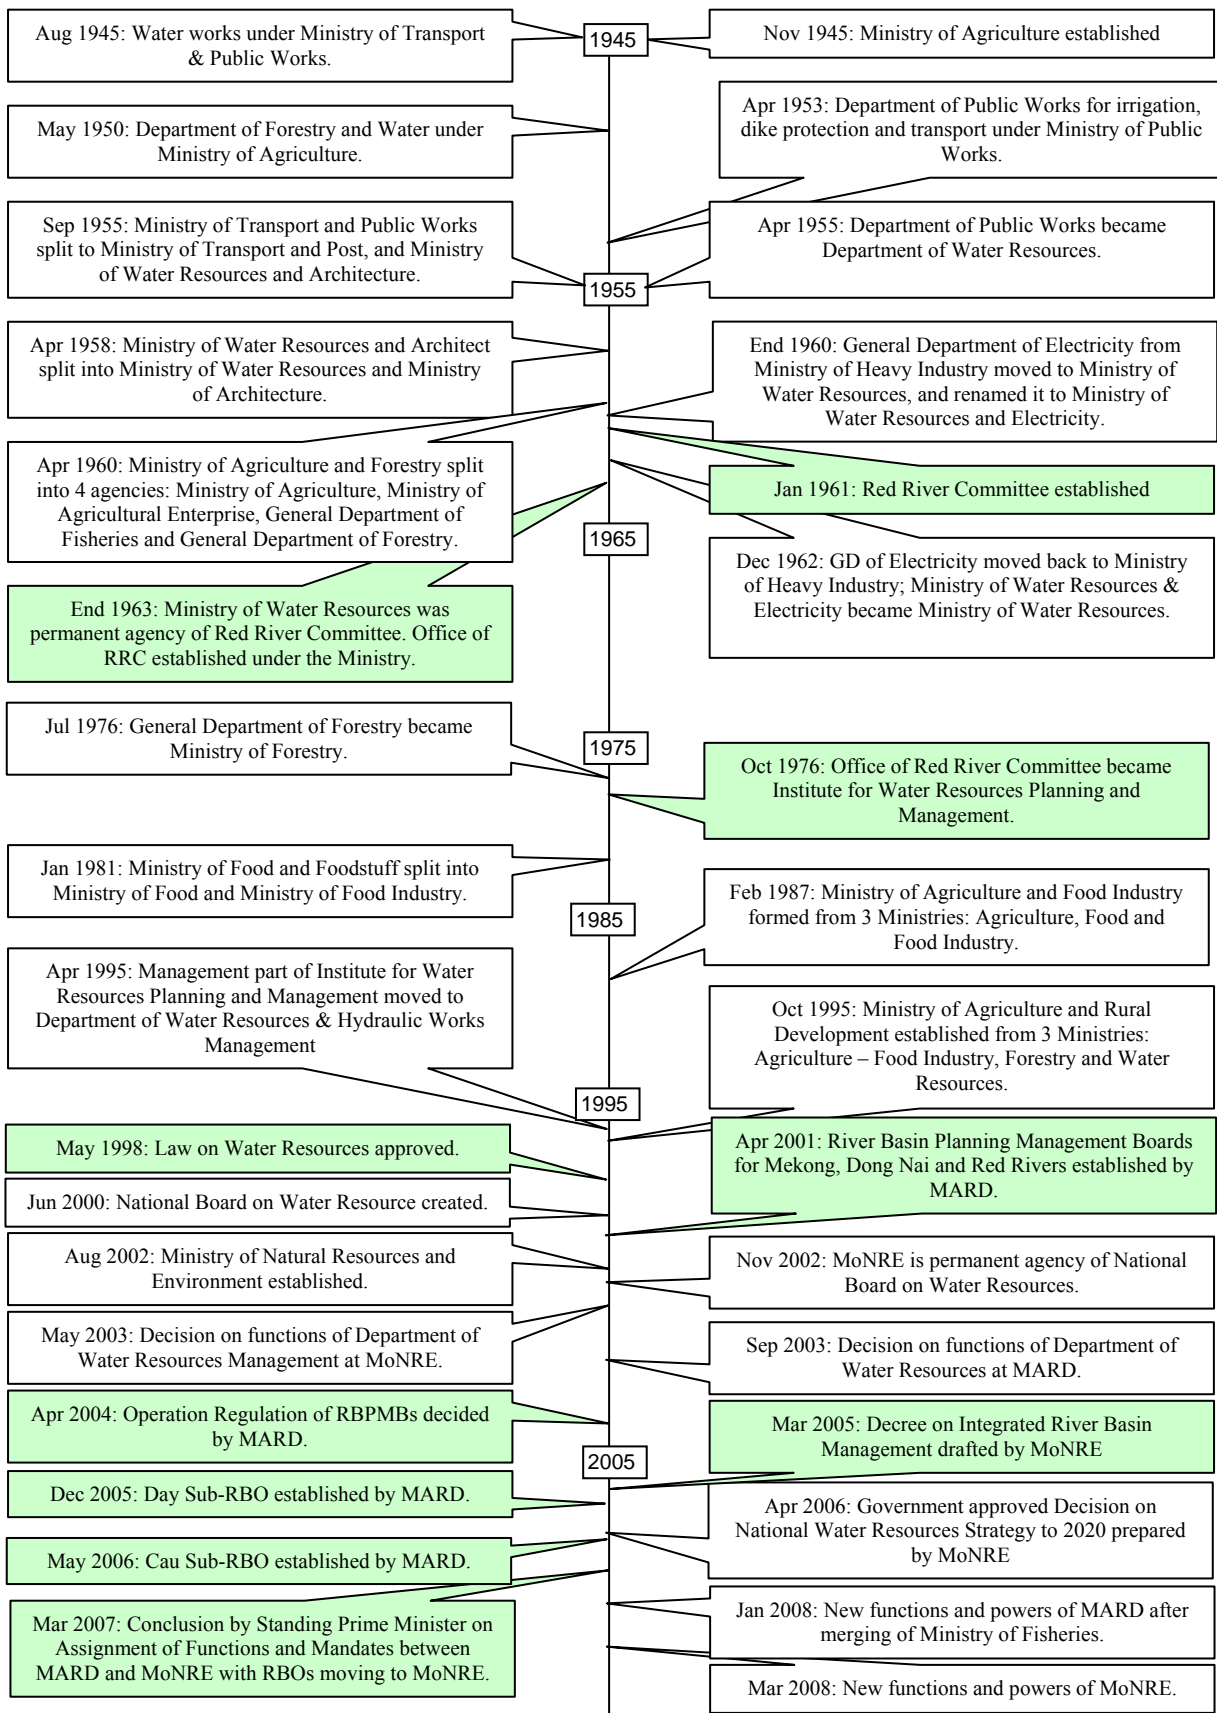 Aug 1945: Water works under Ministry of Transport
& Public Works.
1945
Nov 1945: Ministry of Agriculture established
May 1950: Department of Forestry and Water under
Ministry of Agriculture.
Apr 1953: Department of Public Works for irrigation,
dike protection and transport under Ministry of Public
Works.
Sep 1955: Ministry of Transport and Public Works
split to Ministry of Transport and Post, and Ministry
of Water Resources and Architecture.
Apr 1955: Department of Public Works became
Department of Water Resources.
1955
Apr 1958: Ministry of Water Resources and Architect
split into Ministry of Water Resources and Ministry
of Architecture.
End 1960: General Department of Electricity from
Ministry of Heavy Industry moved to Ministry of
Water Resources, and renamed it to Ministry of
Water Resources and Electricity.
Apr 1960: Ministry of Agriculture and Forestry split
into 4 agencies: Ministry of Agriculture, Ministry of
Agricultural Enterprise, General Department of
Fisheries and General Department of Forestry.
Jan 1961: Red River Committee established
1965
Dec 1962: GD of Electricity moved back to Ministry
of Heavy Industry; Ministry of Water Resources &
Electricity became Ministry of Water Resources.
End 1963: Ministry of Water Resources was
permanent agency of Red River Committee. Office of
RRC established under the Ministry.
Jul 1976: General Department of Forestry became
Ministry of Forestry.
1975
Oct 1976: Office of Red River Committee became
Institute for Water Resources Planning and
Management.
Jan 1981: Ministry of Food and Foodstuff split into
Ministry of Food and Ministry of Food Industry.
1985
Feb 1987: Ministry of Agriculture and Food Industry
formed from 3 Ministries: Agriculture, Food and
Food Industry.
Apr 1995: Management part of Institute for Water
Resources Planning and Management moved to
Department of Water Resources & Hydraulic Works
Management
Oct 1995: Ministry of Agriculture and Rural
Development established from 3 Ministries:
Agriculture – Food Industry, Forestry and Water
Resources.
1995
May 1998: Law on Water Resources approved.
Apr 2001: River Basin Planning Management Boards
for Mekong, Dong Nai and Red Rivers established by
MARD.
Jun 2000: National Board on Water Resource created.
Aug 2002: Ministry of Natural Resources and
Environment established.
Nov 2002: MoNRE is permanent agency of National
Board on Water Resources.
May 2003: Decision on functions of Department of
Water Resources Management at MoNRE.
Sep 2003: Decision on functions of Department of
Water Resources at MARD.
Apr 2004: Operation Regulation of RBPMBs decided
by MARD.
Mar 2005: Decree on Integrated River Basin
Management drafted by MoNRE
2005
Dec 2005: Day Sub-RBO established by MARD.
Apr 2006: Government approved Decision on
National Water Resources Strategy to 2020 prepared
by MoNRE
May 2006: Cau Sub-RBO established by MARD.
Mar 2007: Conclusion by Standing Prime Minister on
Assignment of Functions and Mandates between
MARD and MoNRE with RBOs moving to MoNRE.
Jan 2008: New functions and powers of MARD after
merging of Ministry of Fisheries.
Mar 2008: New functions and powers of MoNRE.